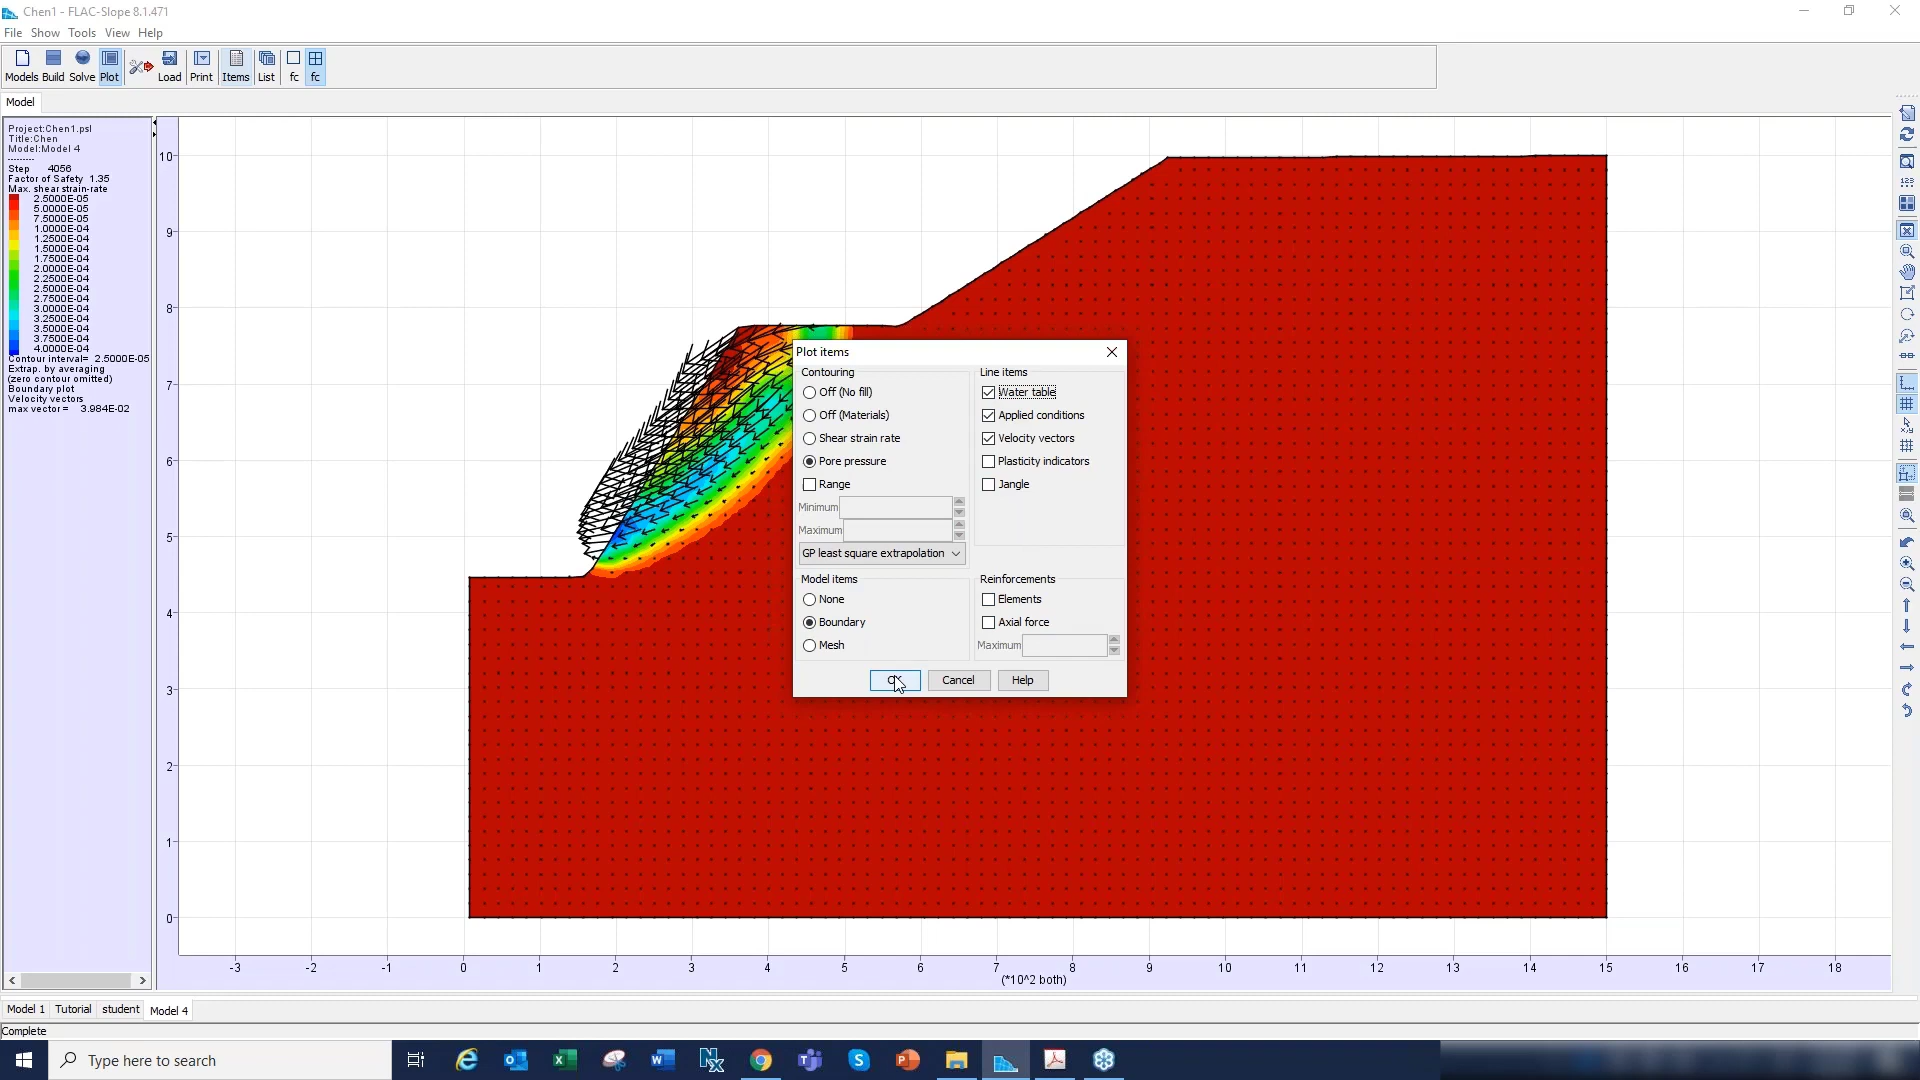 Chen1 - FLAC-Slope 8.1.471
File Show Tools View Help
Models Build Solve Plot Load Print Items List fc fc
Model
Project:Chen1.psl
Title:Chen
Model:Model 4
----------
Step 4056
Factor of Safety 1.35
Max. shear strain-rate
2.5000E-05
5.0000E-05
7.5000E-05
1.0000E-04
1.2500E-04
1.5000E-04
1.7500E-04
2.0000E-04
2.2500E-04
2.5000E-04
2.7500E-04
3.0000E-04
3.2500E-04
3.5000E-04
3.7500E-04
4.0000E-04
Contour interval= 2.5000E-05
Extrap. by averaging
(zero contour omitted)
Boundary plot
Velocity vectors
max vector = 3.984E-02
10
9
8
7
6
5
4
3
2
1
0
-3 -2 -1 0 1 2 3 4 5 6 7 8 9 10 11 12 13 14 15 16 17 18
(*10^2 both)
Plot items
Contouring
Off (No fill)
Off (Materials)
Shear strain rate
Pore pressure
Range
Minimum
Maximum
GP least square extrapolation
Line items
Water table
Applied conditions
Velocity vectors
Plasticity indicators
Jangle
Model items
None
Boundary
Mesh
Reinforcements
Elements
Axial force
Maximum
Cancel Help
123
x,y
Model 1 Tutorial student Model 4
Complete
Type here to search